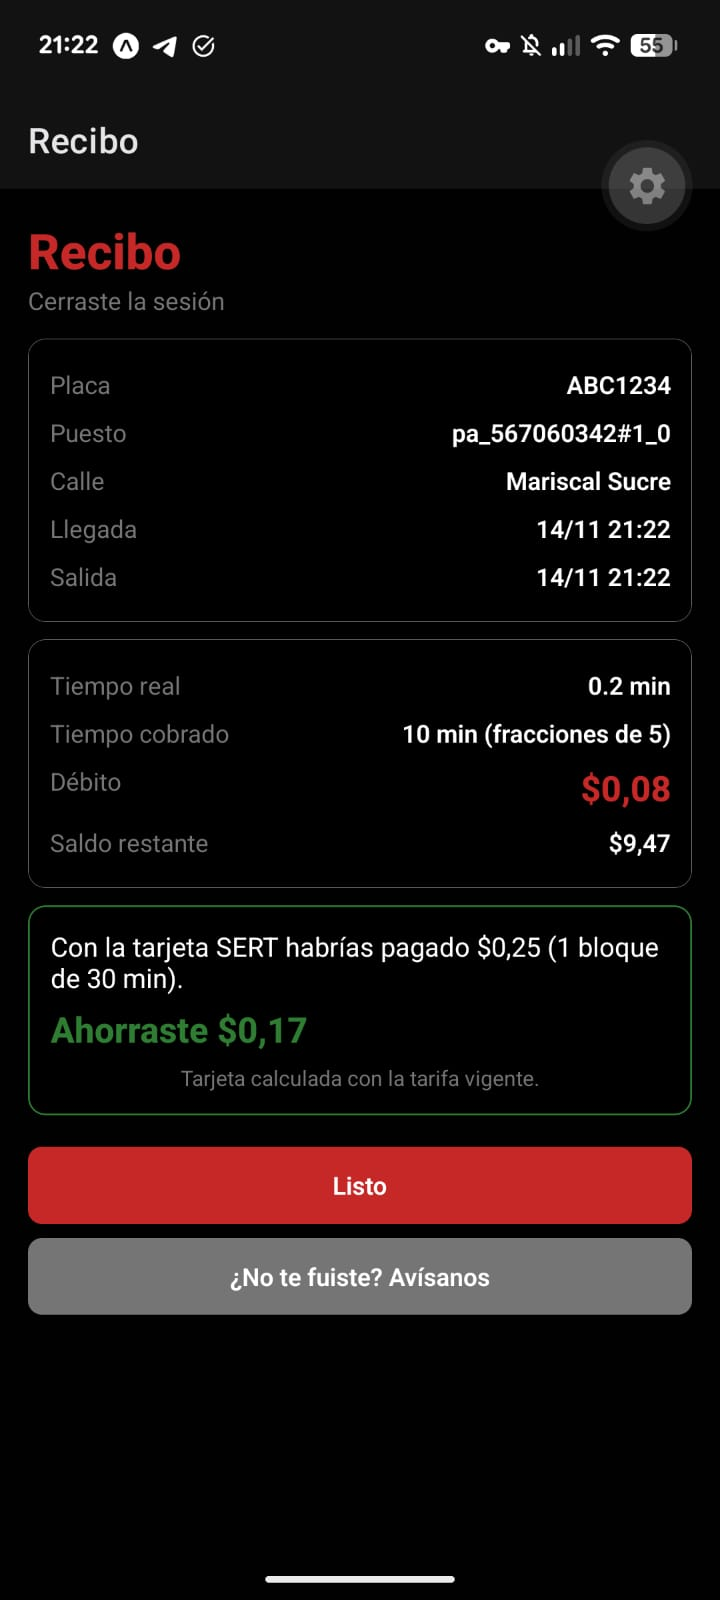 21:22
55
Recibo
Recibo
Cerraste la sesión
Placa ABC1234
Puesto pa_567060342#1_0
Calle Mariscal Sucre
Llegada 14/11 21:22
Salida 14/11 21:22
Tiempo real 0.2 min
Tiempo cobrado 10 min (fracciones de 5)
Débito $0,08
Saldo restante $9,47
Con la tarjeta SERT habrías pagado $0,25 (1 bloque
de 30 min).
Ahorraste $0,17
Tarjeta calculada con la tarifa vigente.
Listo
¿No te fuiste? Avísanos